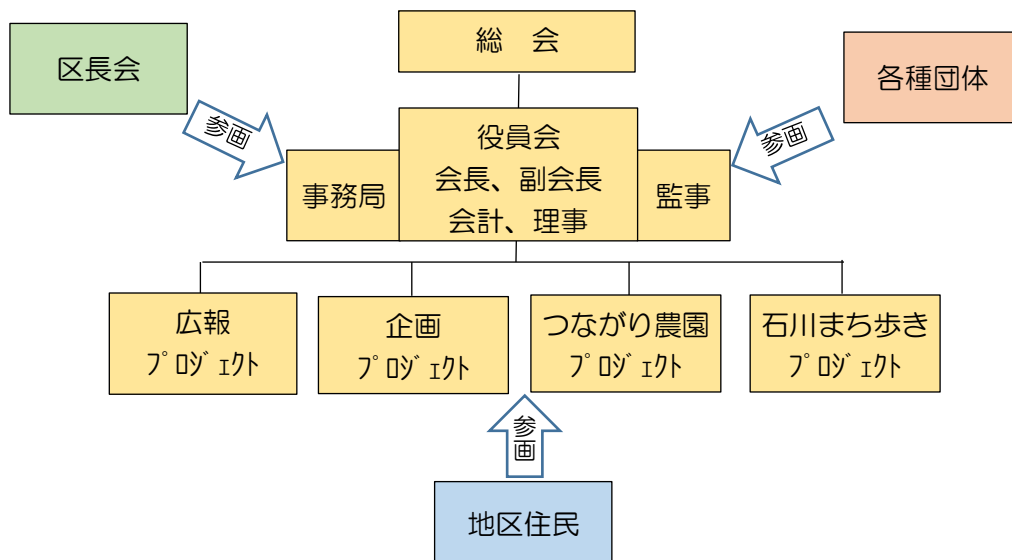 総　会
区長会
各種団体
参画
参画
役員会
会長、副会長
会計、理事
事務局
監事
広報
ﾌﾟﾛｼﾞｪｸﾄ
企画
ﾌﾟﾛｼﾞｪｸﾄ
つながり農園
ﾌﾟﾛｼﾞｪｸﾄ
石川まち歩き
ﾌﾟﾛｼﾞｪｸﾄ
参画
地区住民